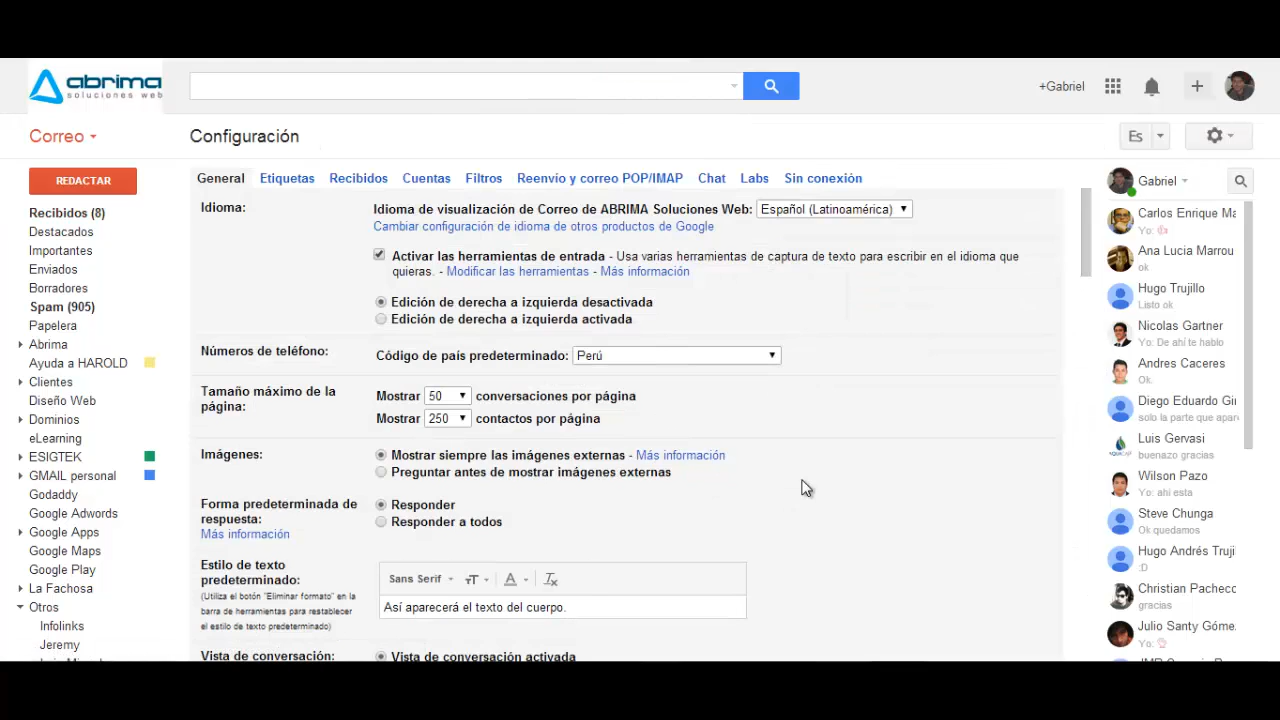 abrima
soluciones web
+Gabriel
Correo
Configuración
Es
REDACTAR
Recibidos (8)
Destacados
Importantes
Enviados
Borradores
Spam (905)
Papelera
Abrima
Ayuda a HAROLD
Clientes
Diseño Web
Dominios
eLearning
ESIGTEK
GMAIL personal
Godaddy
Google Adwords
Google Apps
Google Maps
Google Play
La Fachosa
Otros
Infolinks
Jeremy
General Etiquetas Recibidos Cuentas Filtros Reenvío y correo POP/IMAP Chat Labs Sin conexión
Idioma:
Idioma de visualización de Correo de ABRIMA Soluciones Web: Español (Latinoamérica)
Cambiar configuración de idioma de otros productos de Google
Activar las herramientas de entrada - Usa varias herramientas de captura de texto para escribir en el idioma que
quieras. - Modificar las herramientas - Más información
Edición de derecha a izquierda desactivada
Edición de derecha a izquierda activada
Números de teléfono:
Código de país predeterminado: Perú
Tamaño máximo de la
página:
Mostrar 50 conversaciones por página
Mostrar 250 contactos por página
Imágenes:
Mostrar siempre las imágenes externas - Más información
Preguntar antes de mostrar imágenes externas
Forma predeterminada de
respuesta:
Más información
Responder
Responder a todos
Estilo de texto
predeterminado:
(Utiliza el botón "Eliminar formato" en la
barra de herramientas para restablecer
el estilo de texto predeterminado)
Sans Serif
Así aparecerá el texto del cuerpo.
Vista de conversación:
Vista de conversación activada
Gabriel
Carlos Enrique Ma
Yo:
Ana Lucia Marrou
ok
Hugo Trujillo
Listo ok
Nicolas Gartner
Yo: De ahí te hablo
Andres Caceres
Ok.
Diego Eduardo Gir
solo la parte que apar
Luis Gervasi
buenazo gracias
Wilson Pazo
Yo: ahi esta
Steve Chunga
Ok quedamos
Hugo Andrés Truji
:D
Christian Pachecc
gracias
Julio Santy Góme
Yo: